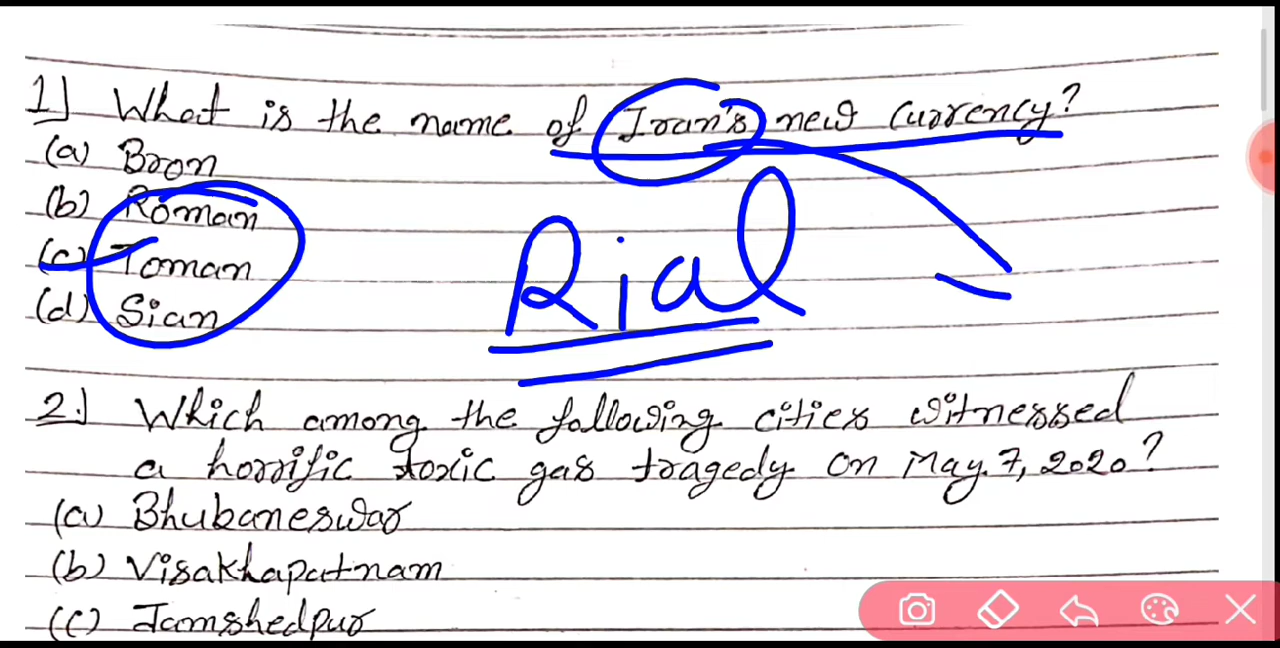 1] What is the name of Iran's new currency?
(a) Bron
(b) Roman
(c) Toman
(d) Sian
Rial
2.] Which among the following cities witnessed
a horrific toxic gas tragedy on May.7, 2020?
(a) Bhubaneswar
(b) Visakhapatnam
(c) Jamshedpur